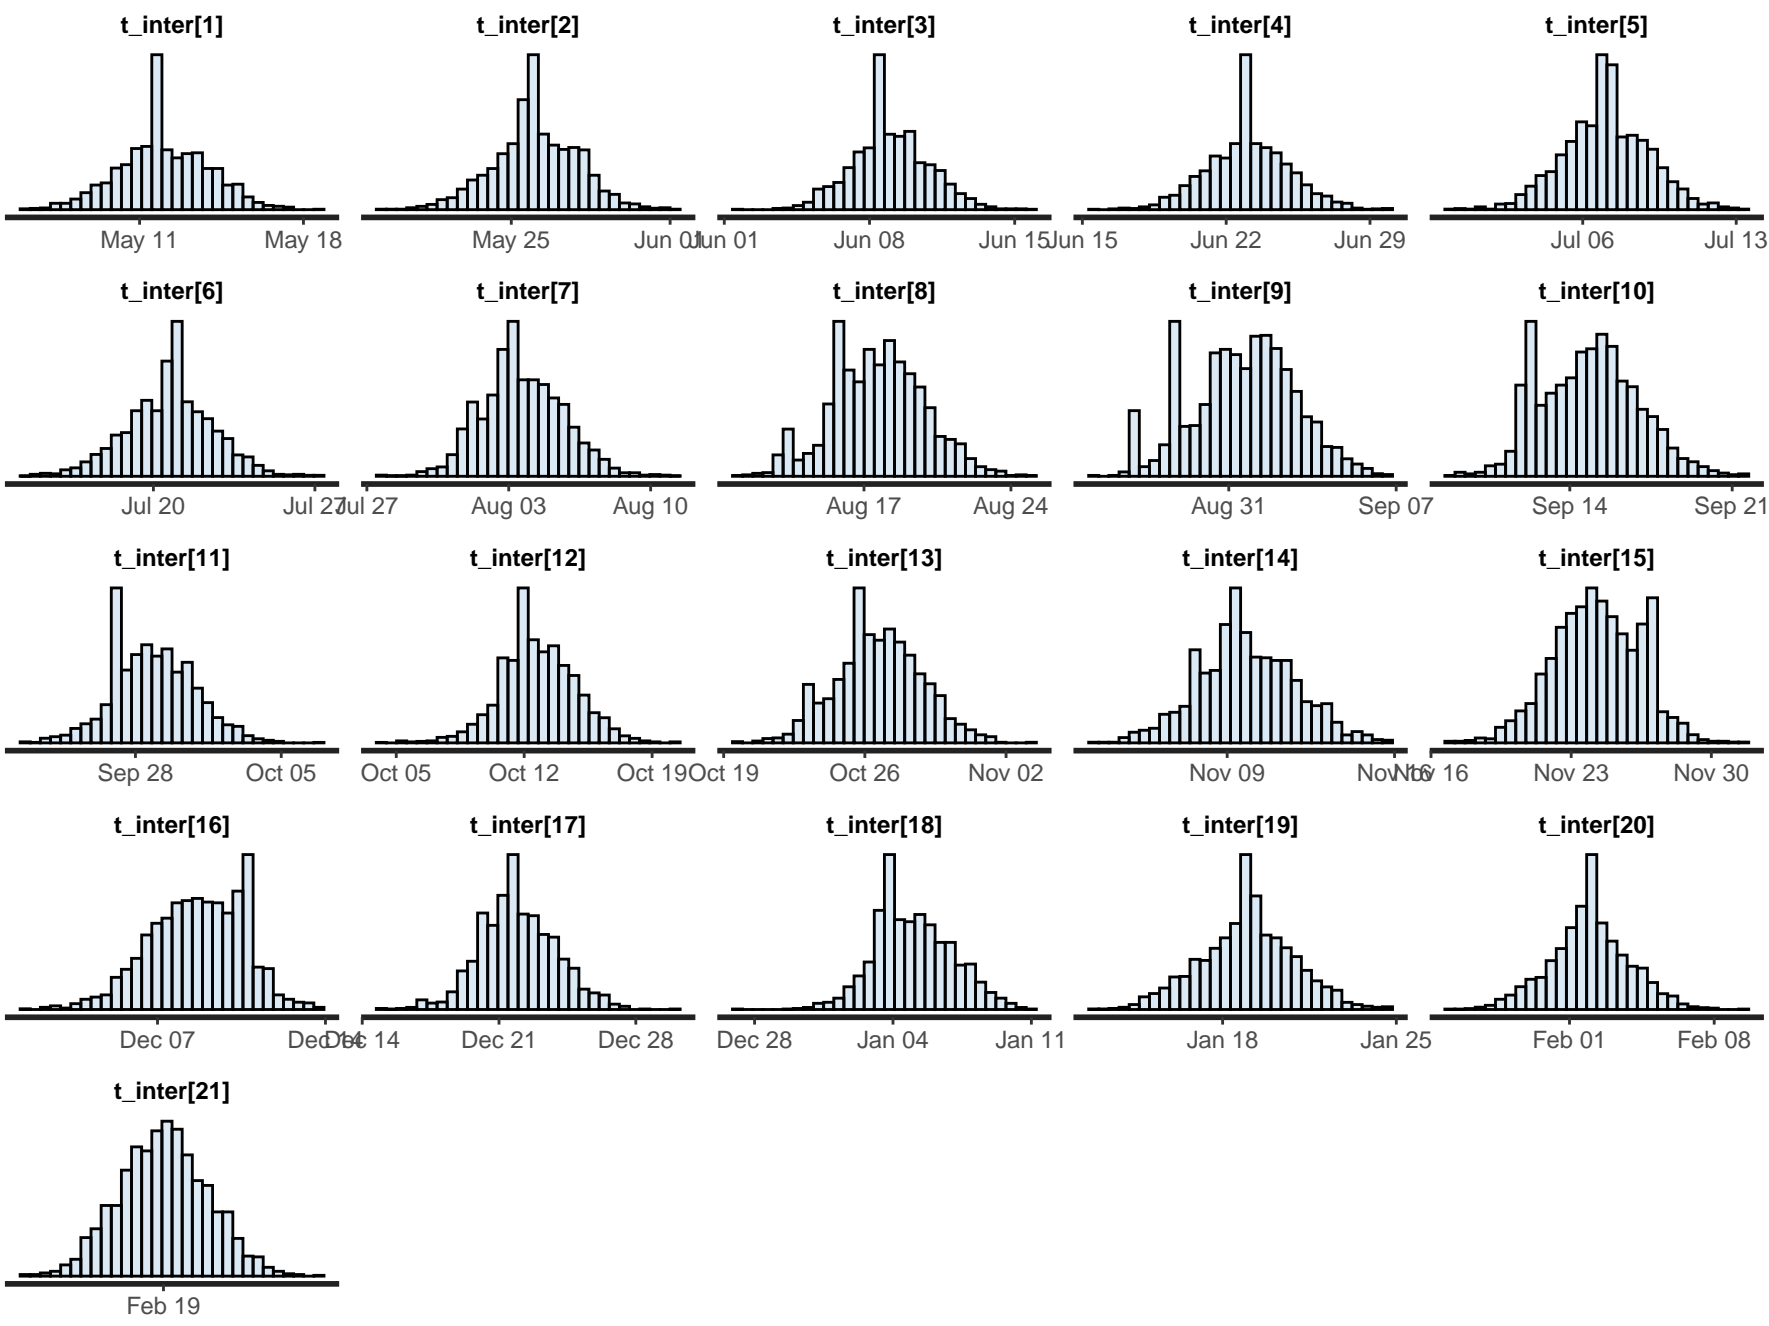 t_inter[1] t_inter[2] t_inter[3] t_inter[4] t_inter[5]
May 11 May 18 May 25 Jun 01 Jun 01 Jun 08 Jun 15 Jun 15 Jun 22 Jun 29 Jul 06 Jul 13
t_inter[6] t_inter[7] t_inter[8] t_inter[9] t_inter[10]
Jul 20 Jul 27 Jul 27 Aug 03 Aug 10 Aug 17 Aug 24 Aug 31 Sep 07 Sep 14 Sep 21
t_inter[11] t_inter[12] t_inter[13] t_inter[14] t_inter[15]
Sep 28 Oct 05 Oct 05 Oct 12 Oct 19 Oct 19 Oct 26 Nov 02 Nov 09 Nov 16 Nov 16 Nov 23 Nov 30
t_inter[16] t_inter[17] t_inter[18] t_inter[19] t_inter[20]
Dec 07 Dec 14 Dec 14 Dec 21 Dec 28 Dec 28 Jan 04 Jan 11 Jan 18 Jan 25 Feb 01 Feb 08
t_inter[21]
Feb 19